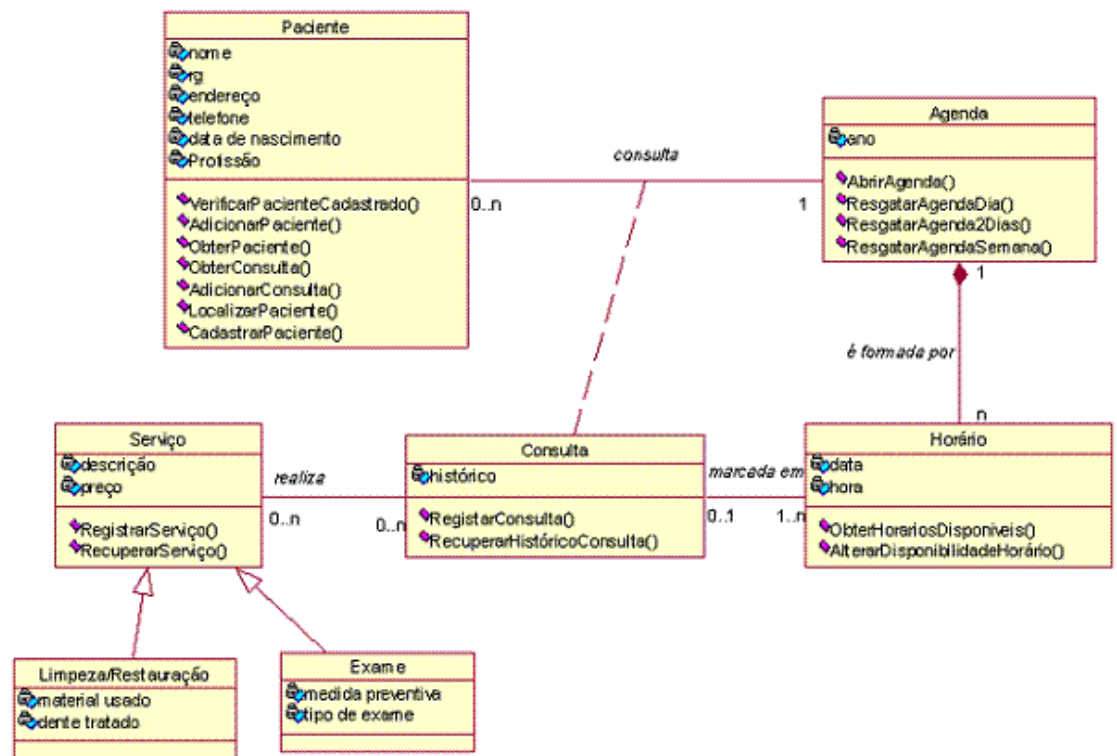 Paciente
nome
rg
endereço
telefone
data de nascimento
Profissão
VerificarPacienteCadastrado()
AdicionarPaciente()
ObterPaciente()
ObterConsulta()
AdicionarConsulta()
LocalizarPaciente()
CadastrarPaciente()
consulta
0..n
1
Agenda
ano
AbrirAgenda()
ResgatarAgendaDia()
ResgatarAgenda2Dias()
ResgatarAgendaSemana()
1
é formada por
n
Serviço
descrição
preço
RegistrarServiço()
RecuperarServiço()
realiza
0..n
0..n
Consulta
histórico
RegistarConsulta()
RecuperarHistóricoConsulta()
marcada em
0..1
1..n
Horário
data
hora
ObterHorariosDisponiveis()
AlterarDisponibilidadeHorário()
Limpeza/Restauração
material usado
dente tratado
Exame
medida preventiva
tipo de exame